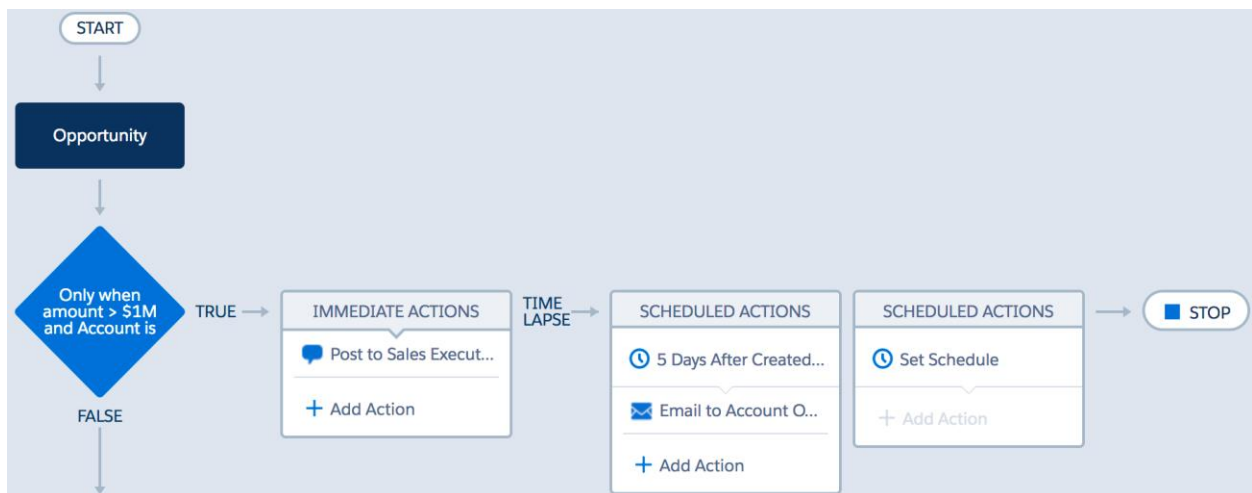 START
Opportunity
Only when
amount > $1M
and Account is
TRUE
IMMEDIATE ACTIONS
Post to Sales Execut...
+ Add Action
TIME
LAPSE
SCHEDULED ACTIONS
5 Days After Created...
Email to Account O...
+ Add Action
SCHEDULED ACTIONS
Set Schedule
+ Add Action
STOP
FALSE